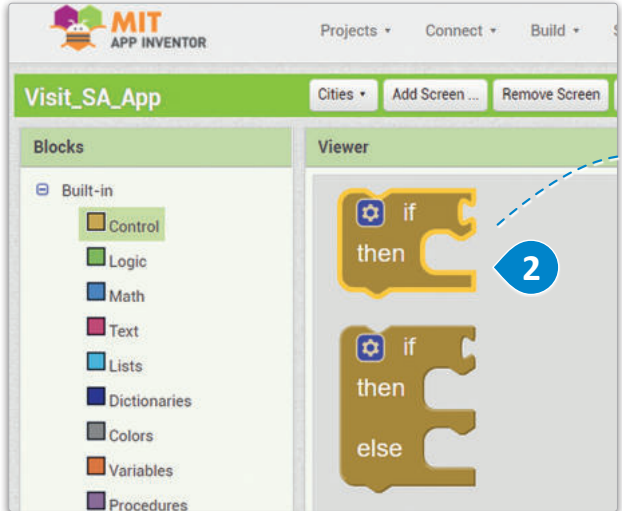 MIT
APP INVENTOR
Projects Connect Build
Visit_SA_App
Cities Add Screen ... Remove Screen
Blocks
Viewer
Built-in
Control
Logic
Math
Text
Lists
Dictionaries
Colors
Variables
Procedures
if
then
2
if
then
else